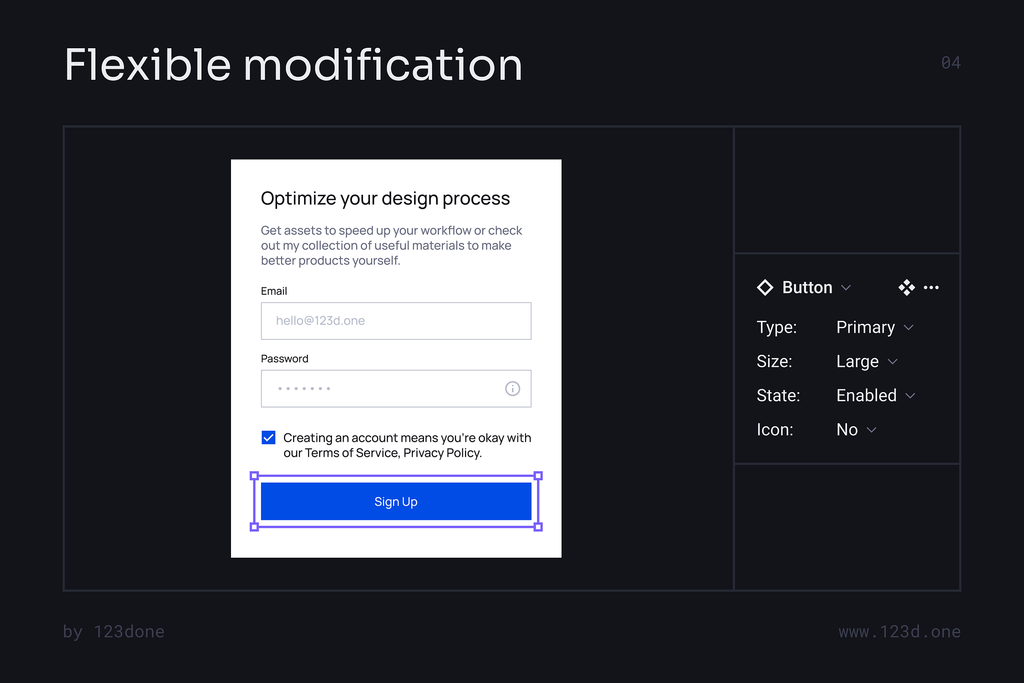 Flexible modification
04
Optimize your design process
Get assets to speed up your workflow or check
out my collection of useful materials to make
better products yourself.
Email
hello@123d.one
Password
Creating an account means you're okay with
our Terms of Service, Privacy Policy.
Sign Up
Button
Type: Primary
Size: Large
State: Enabled
Icon: No
by 123done
www.123d.one